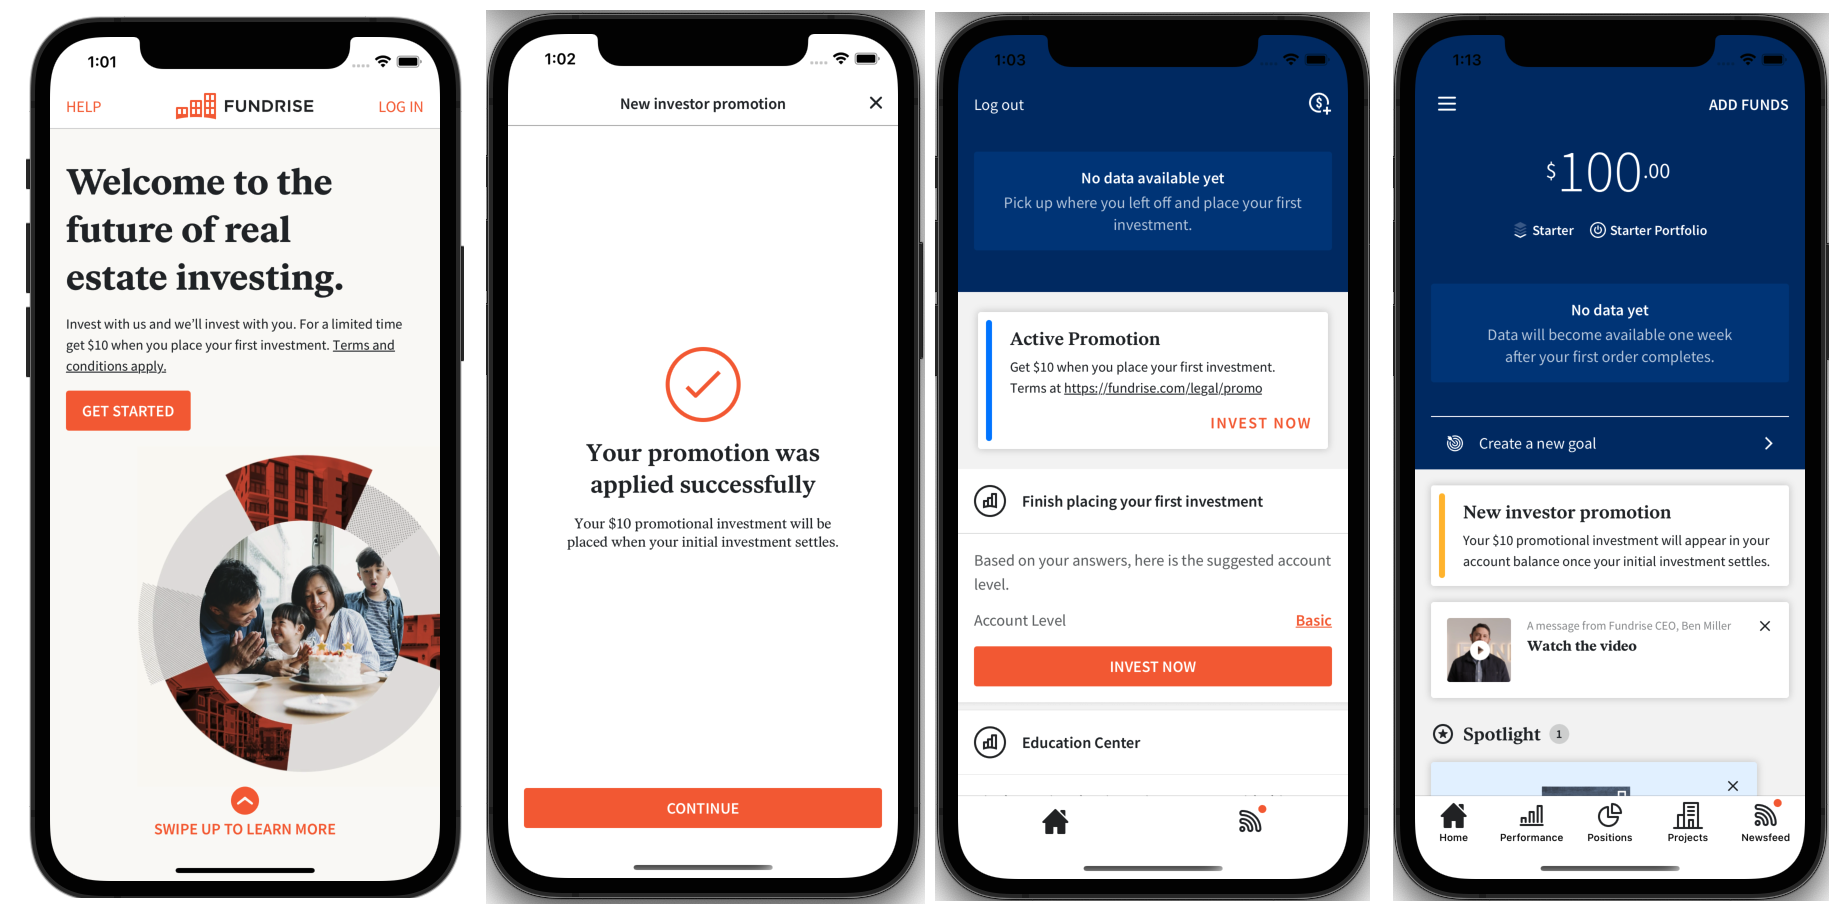 1:01
HELP
FUNDRISE
LOG IN
Welcome to the
future of real
estate investing.
Invest with us and we'll invest with you. For a limited time
get $10 when you place your first investment. Terms and
conditions apply.
GET STARTED
SWIPE UP TO LEARN MORE
1:02
New investor promotion
Your promotion was
applied successfully
Your $10 promotional investment will be
placed when your initial investment settles.
CONTINUE
1:03
Log out
No data available yet
Pick up where you left off and place your first
investment.
Active Promotion
Get $10 when you place your first investment.
Terms at https://fundrise.com/legal/promo
INVEST NOW
Finish placing your first investment
Based on your answers, here is the suggested account
level.
Account Level
Basic
INVEST NOW
Education Center
1:13
ADD FUNDS
$100.00
Starter
Starter Portfolio
No data yet
Data will become available one week
after your first order completes.
Create a new goal
New investor promotion
Your $10 promotional investment will appear in your
account balance once your initial investment settles.
A message from Fundrise CEO, Ben Miller
Watch the video
Spotlight 1
Home
Performance
Positions
Projects
Newsfeed